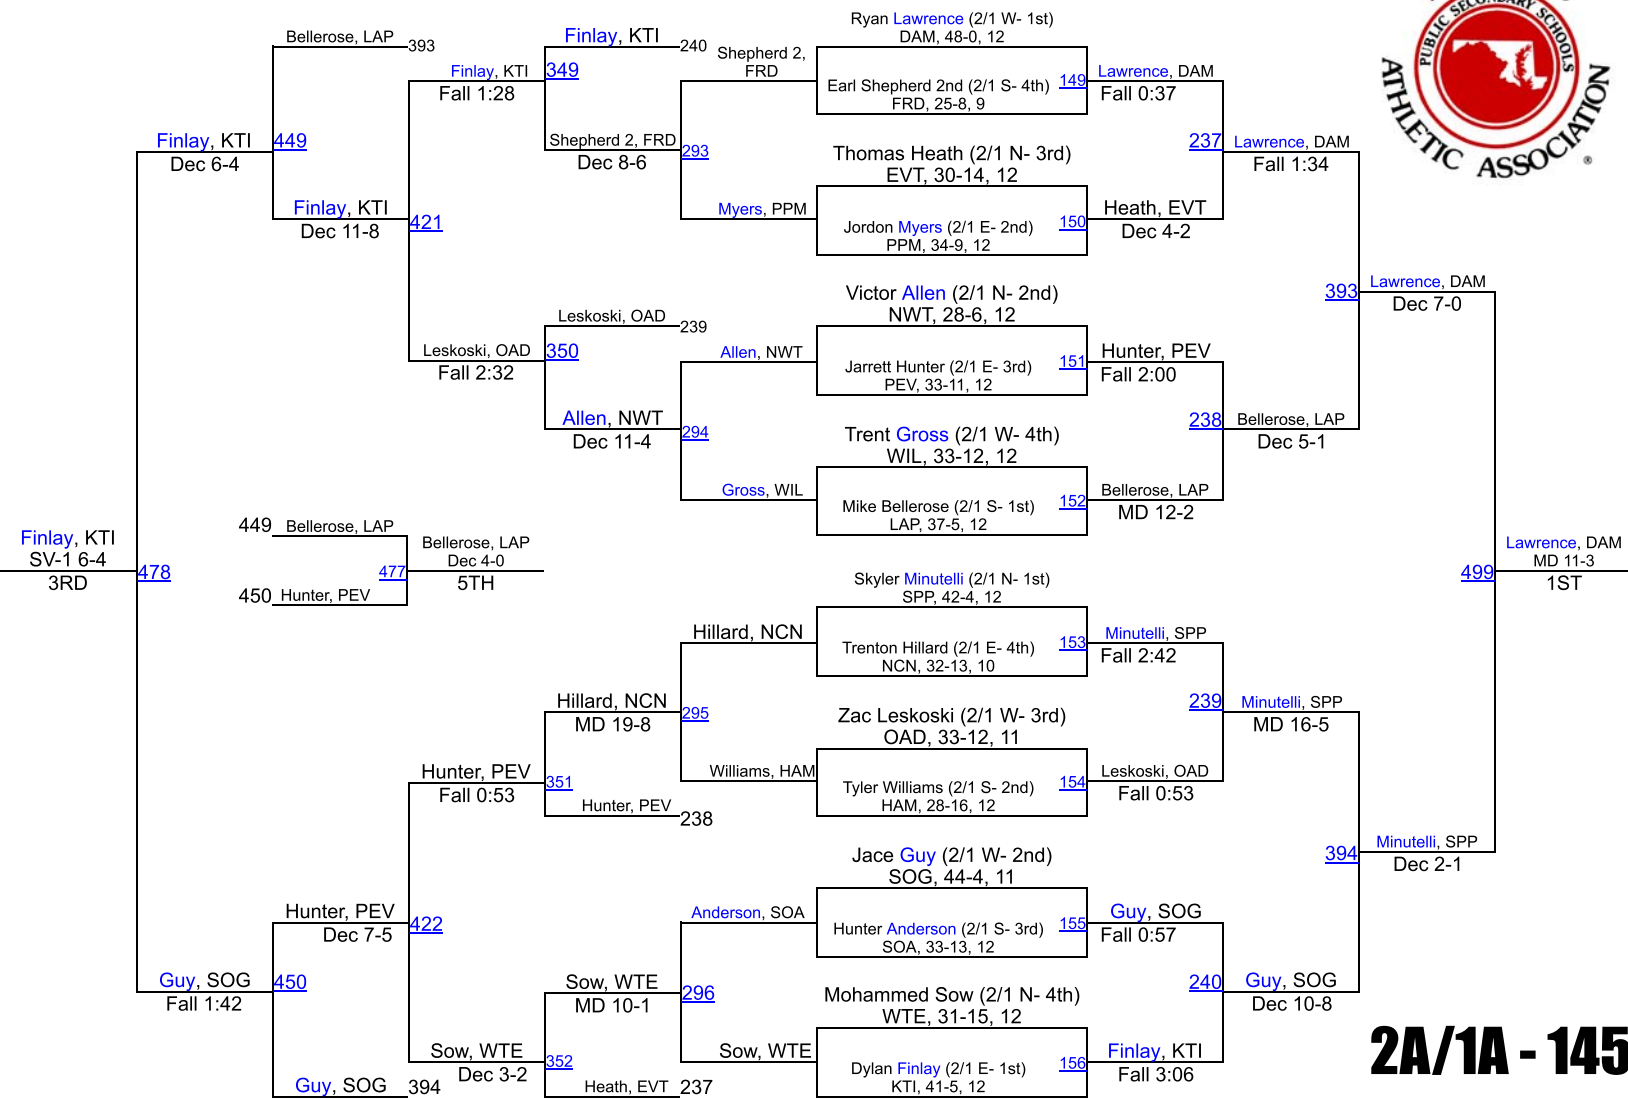 PUBLIC SECONDARY SCHOOLS
ATHLETIC ASSOCIATION
®
Bellerose, LAP
393
Finlay, KTI
Fall 1:28
Finlay, KTI
240
349
Shepherd 2, FRD
Dec 8-6
293
Shepherd 2,
FRD
Myers, PPM
Finlay, KTI
Dec 6-4
449
Finlay, KTI
Dec 11-8
421
Leskoski, OAD
239
Leskoski, OAD
Fall 2:32
350
Allen, NWT
Allen, NWT
Dec 11-4
294
Gross, WIL
Finlay, KTI
SV-1 6-4
3RD
478
449
Bellerose, LAP
477
Bellerose, LAP
Dec 4-0
5TH
450
Hunter, PEV
Hillard, NCN
Hillard, NCN
MD 19-8
295
Williams, HAM
Hunter, PEV
Fall 0:53
351
Hunter, PEV
238
Hunter, PEV
Dec 7-5
422
Anderson, SOA
Guy, SOG
Fall 1:42
450
Sow, WTE
MD 10-1
296
Sow, WTE
Sow, WTE
Dec 3-2
352
Heath, EVT
237
Guy, SOG
394
Ryan Lawrence (2/1 W- 1st)
DAM, 48-0, 12
Earl Shepherd 2nd (2/1 S- 4th)
FRD, 25-8, 9
149
Lawrence, DAM
Fall 0:37
Thomas Heath (2/1 N- 3rd)
EVT, 30-14, 12
Jordon Myers (2/1 E- 2nd)
PPM, 34-9, 12
150
Heath, EVT
Dec 4-2
237
Lawrence, DAM
Fall 1:34
Victor Allen (2/1 N- 2nd)
NWT, 28-6, 12
Jarrett Hunter (2/1 E- 3rd)
PEV, 33-11, 12
151
Hunter, PEV
Fall 2:00
Trent Gross (2/1 W- 4th)
WIL, 33-12, 12
Mike Bellerose (2/1 S- 1st)
LAP, 37-5, 12
152
Bellerose, LAP
MD 12-2
238
Bellerose, LAP
Dec 5-1
393
Lawrence, DAM
Dec 7-0
Skyler Minutelli (2/1 N- 1st)
SPP, 42-4, 12
Trenton Hillard (2/1 E- 4th)
NCN, 32-13, 10
153
Minutelli, SPP
Fall 2:42
Zac Leskoski (2/1 W- 3rd)
OAD, 33-12, 11
Tyler Williams (2/1 S- 2nd)
HAM, 28-16, 12
154
Leskoski, OAD
Fall 0:53
239
Minutelli, SPP
MD 16-5
Jace Guy (2/1 W- 2nd)
SOG, 44-4, 11
Hunter Anderson (2/1 S- 3rd)
SOA, 33-13, 12
155
Guy, SOG
Fall 0:57
Mohammed Sow (2/1 N- 4th)
WTE, 31-15, 12
Dylan Finlay (2/1 E- 1st)
KTI, 41-5, 12
156
Finlay, KTI
Fall 3:06
240
Guy, SOG
Dec 10-8
394
Minutelli, SPP
Dec 2-1
499
Lawrence, DAM
MD 11-3
1ST
2A/1A - 145